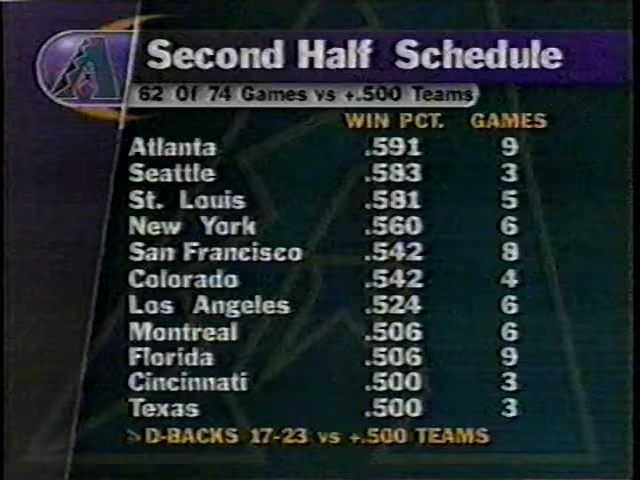 Second Half Schedule
62 Of 74 Games vs +.500 Teams
WIN PCT. GAMES
Atlanta .591 9
Seattle .583 3
St. Louis .581 5
New York .560 6
San Francisco .542 8
Colorado .542 4
Los Angeles .524 6
Montreal .506 6
Florida .506 9
Cincinnati .500 3
Texas .500 3
> D-BACKS 17-23 vs +.500 TEAMS